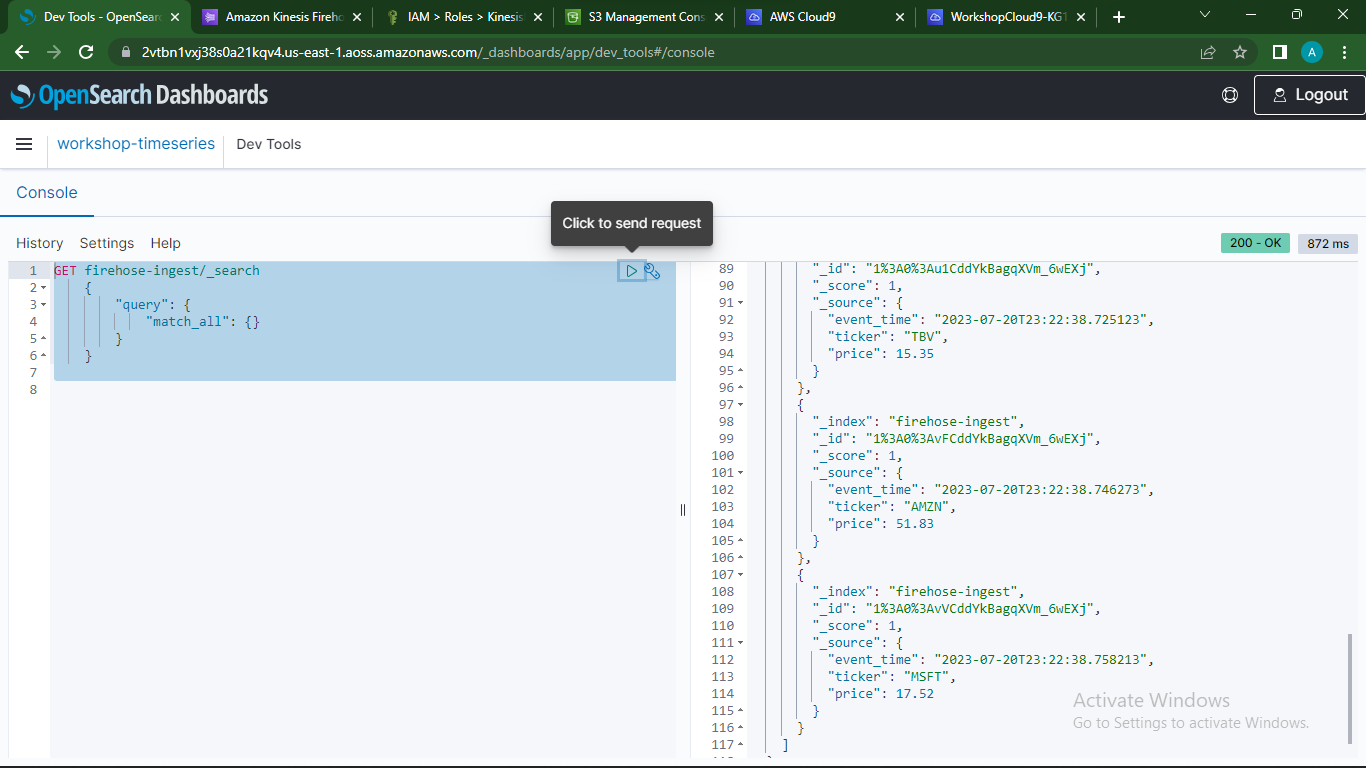 Dev Tools - OpenSearc
Amazon Kinesis Fireho
IAM > Roles > Kinesis
S3 Management Cons
AWS Cloud9
WorkshopCloud9-KG1
2vtbn1vxj38s0a21kqv4.us-east-1.aoss.amazonaws.com/_dashboards/app/dev_tools#/console
A
OpenSearch Dashboards
Logout
workshop-timeseries
Dev Tools
Console
Click to send request
History Settings Help
200 - OK
872 ms
1 GET firehose-ingest/_search
2 {
3 "query": {
4 "match_all": {}
5 }
6 }
7
8
89 "_id": "1%3A0%3Au1CddYkBagqXVm_6wEXj",
90 "_score": 1,
91 "_source": {
92 "event_time": "2023-07-20T23:22:38.725123",
93 "ticker": "TBV",
94 "price": 15.35
95 }
96 },
97 {
98 "_index": "firehose-ingest",
99 "_id": "1%3A0%3AvFCddYkBagqXVm_6wEXj",
100 "_score": 1,
101 "_source": {
102 "event_time": "2023-07-20T23:22:38.746273",
103 "ticker": "AMZN",
104 "price": 51.83
105 }
106 },
107 {
108 "_index": "firehose-ingest",
109 "_id": "1%3A0%3AvVCddYkBagqXVm_6wEXj",
110 "_score": 1,
111 "_source": {
112 "event_time": "2023-07-20T23:22:38.758213",
113 "ticker": "MSFT",
114 "price": 17.52
115 }
116 }
117 ]
Activate Windows
Go to Settings to activate Windows.